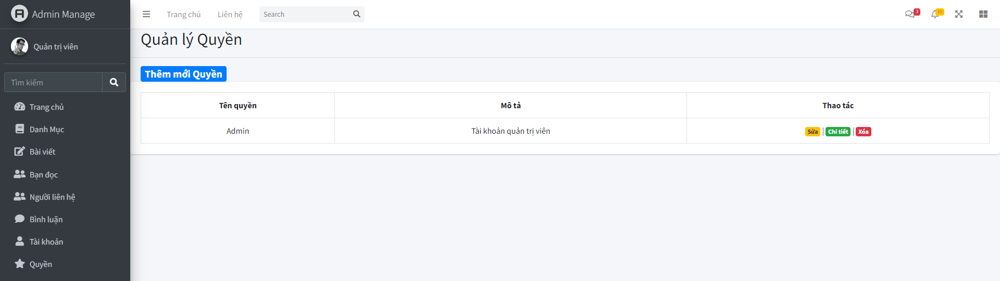 Admin Manage
Trang chủ
Liên hệ
Search
3
15
Quản trị viên
Tìm kiếm
Trang chủ
Danh Mục
Bài viết
Bạn đọc
Người liên hệ
Bình luận
Tài khoản
Quyền
Quản lý Quyền
Thêm mới Quyền
Tên quyền Mô tả Thao tác
Admin Tài khoản quản trị viên Sửa | Chi tiết | Xóa